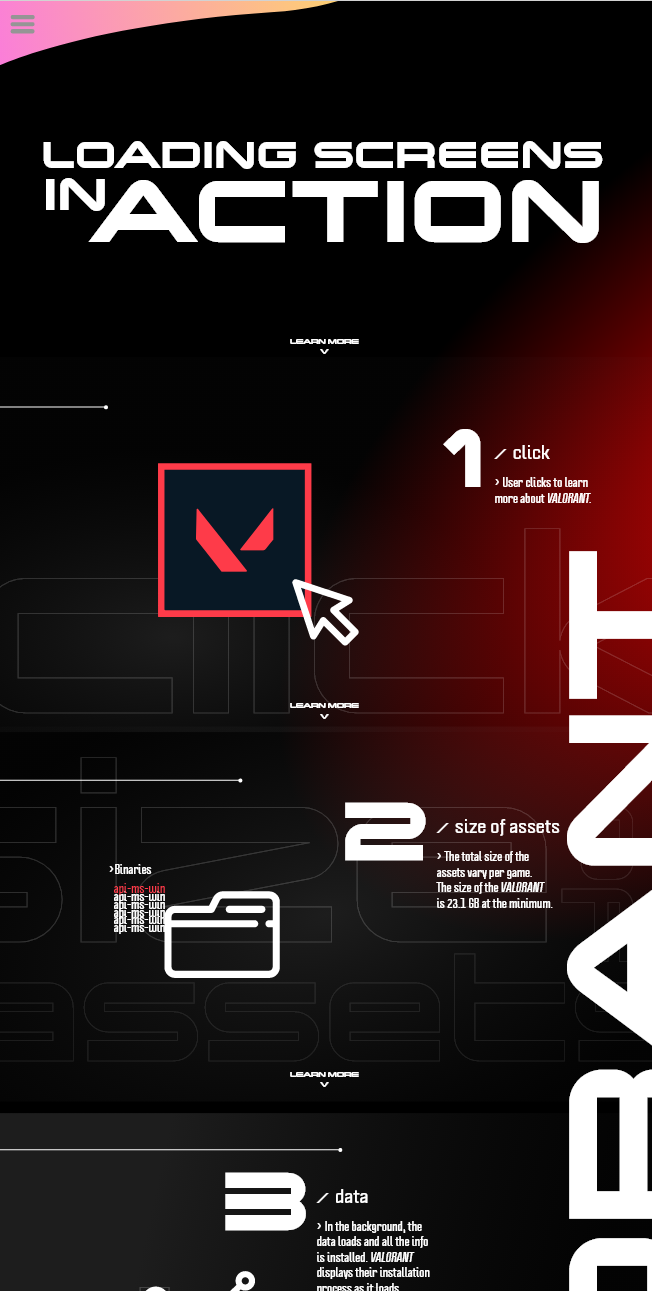 LOADING SCREENS
IN ACTION
LEARN MORE
1
/ click
› User clicks to learn
more about VALORANT.
click
LEARN MORE
2
/ size of assets
› The total size of the
assets vary per game.
The size of the VALORANT
is 23.1 GB at the minimum.
›Binaries
api-ms-win
api-ms-win
api-ms-win
api-ms-win
api-ms-win
api-ms-win
size
assets
LEARN MORE
3
/ data
› In the background, the
data loads and all the info
is installed. VALORANT
displays their installation
process as it loads